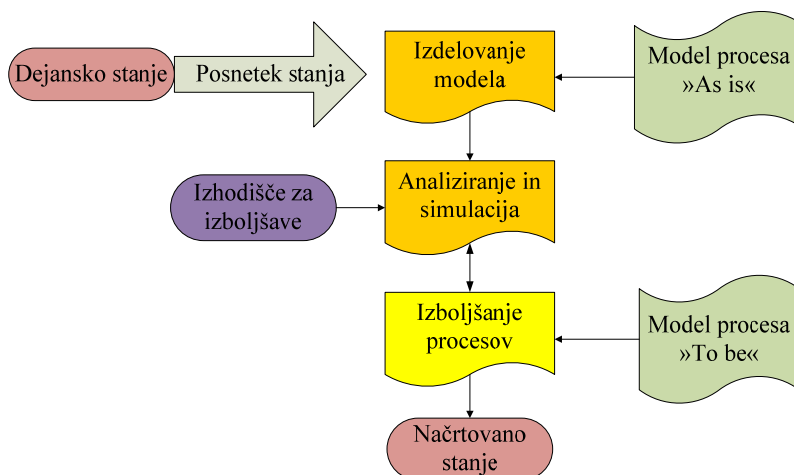 Dejansko stanje
Posnetek stanja
Izdelovanje
modela
Model procesa
»As is«
Izhodišče za
izboljšave
Analiziranje in
simulacija
Izboljšanje
procesov
Model procesa
»To be«
Načrtovano
stanje